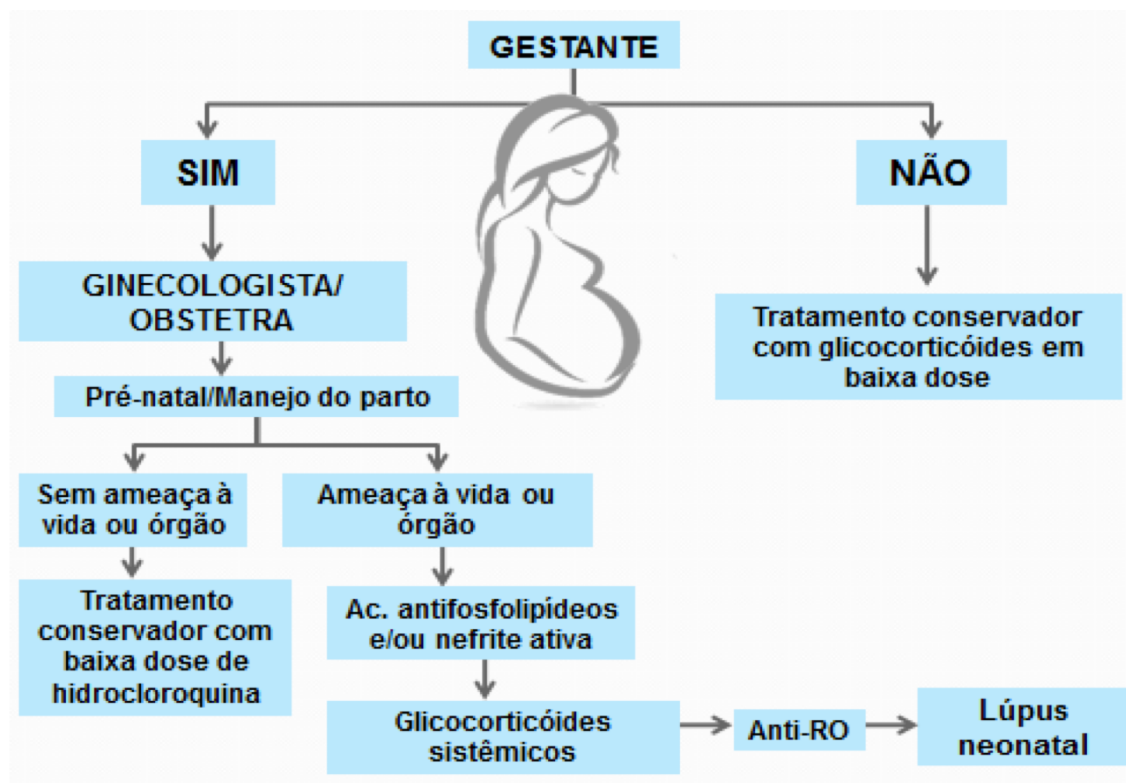 GESTANTE
SIM
NÃO
GINECOLOGISTA/
OBSTETRA
Tratamento conservador
com glicocorticóides em
baixa dose
Pré-natal/Manejo do parto
Sem ameaça à
vida ou órgão
Ameaça à vida ou
órgão
Tratamento
conservador com
baixa dose de
hidrocloroquina
Ac. antifosfolipídeos
e/ou nefrite ativa
Glicocorticóides
sistêmicos
Anti-RO
Lúpus
neonatal